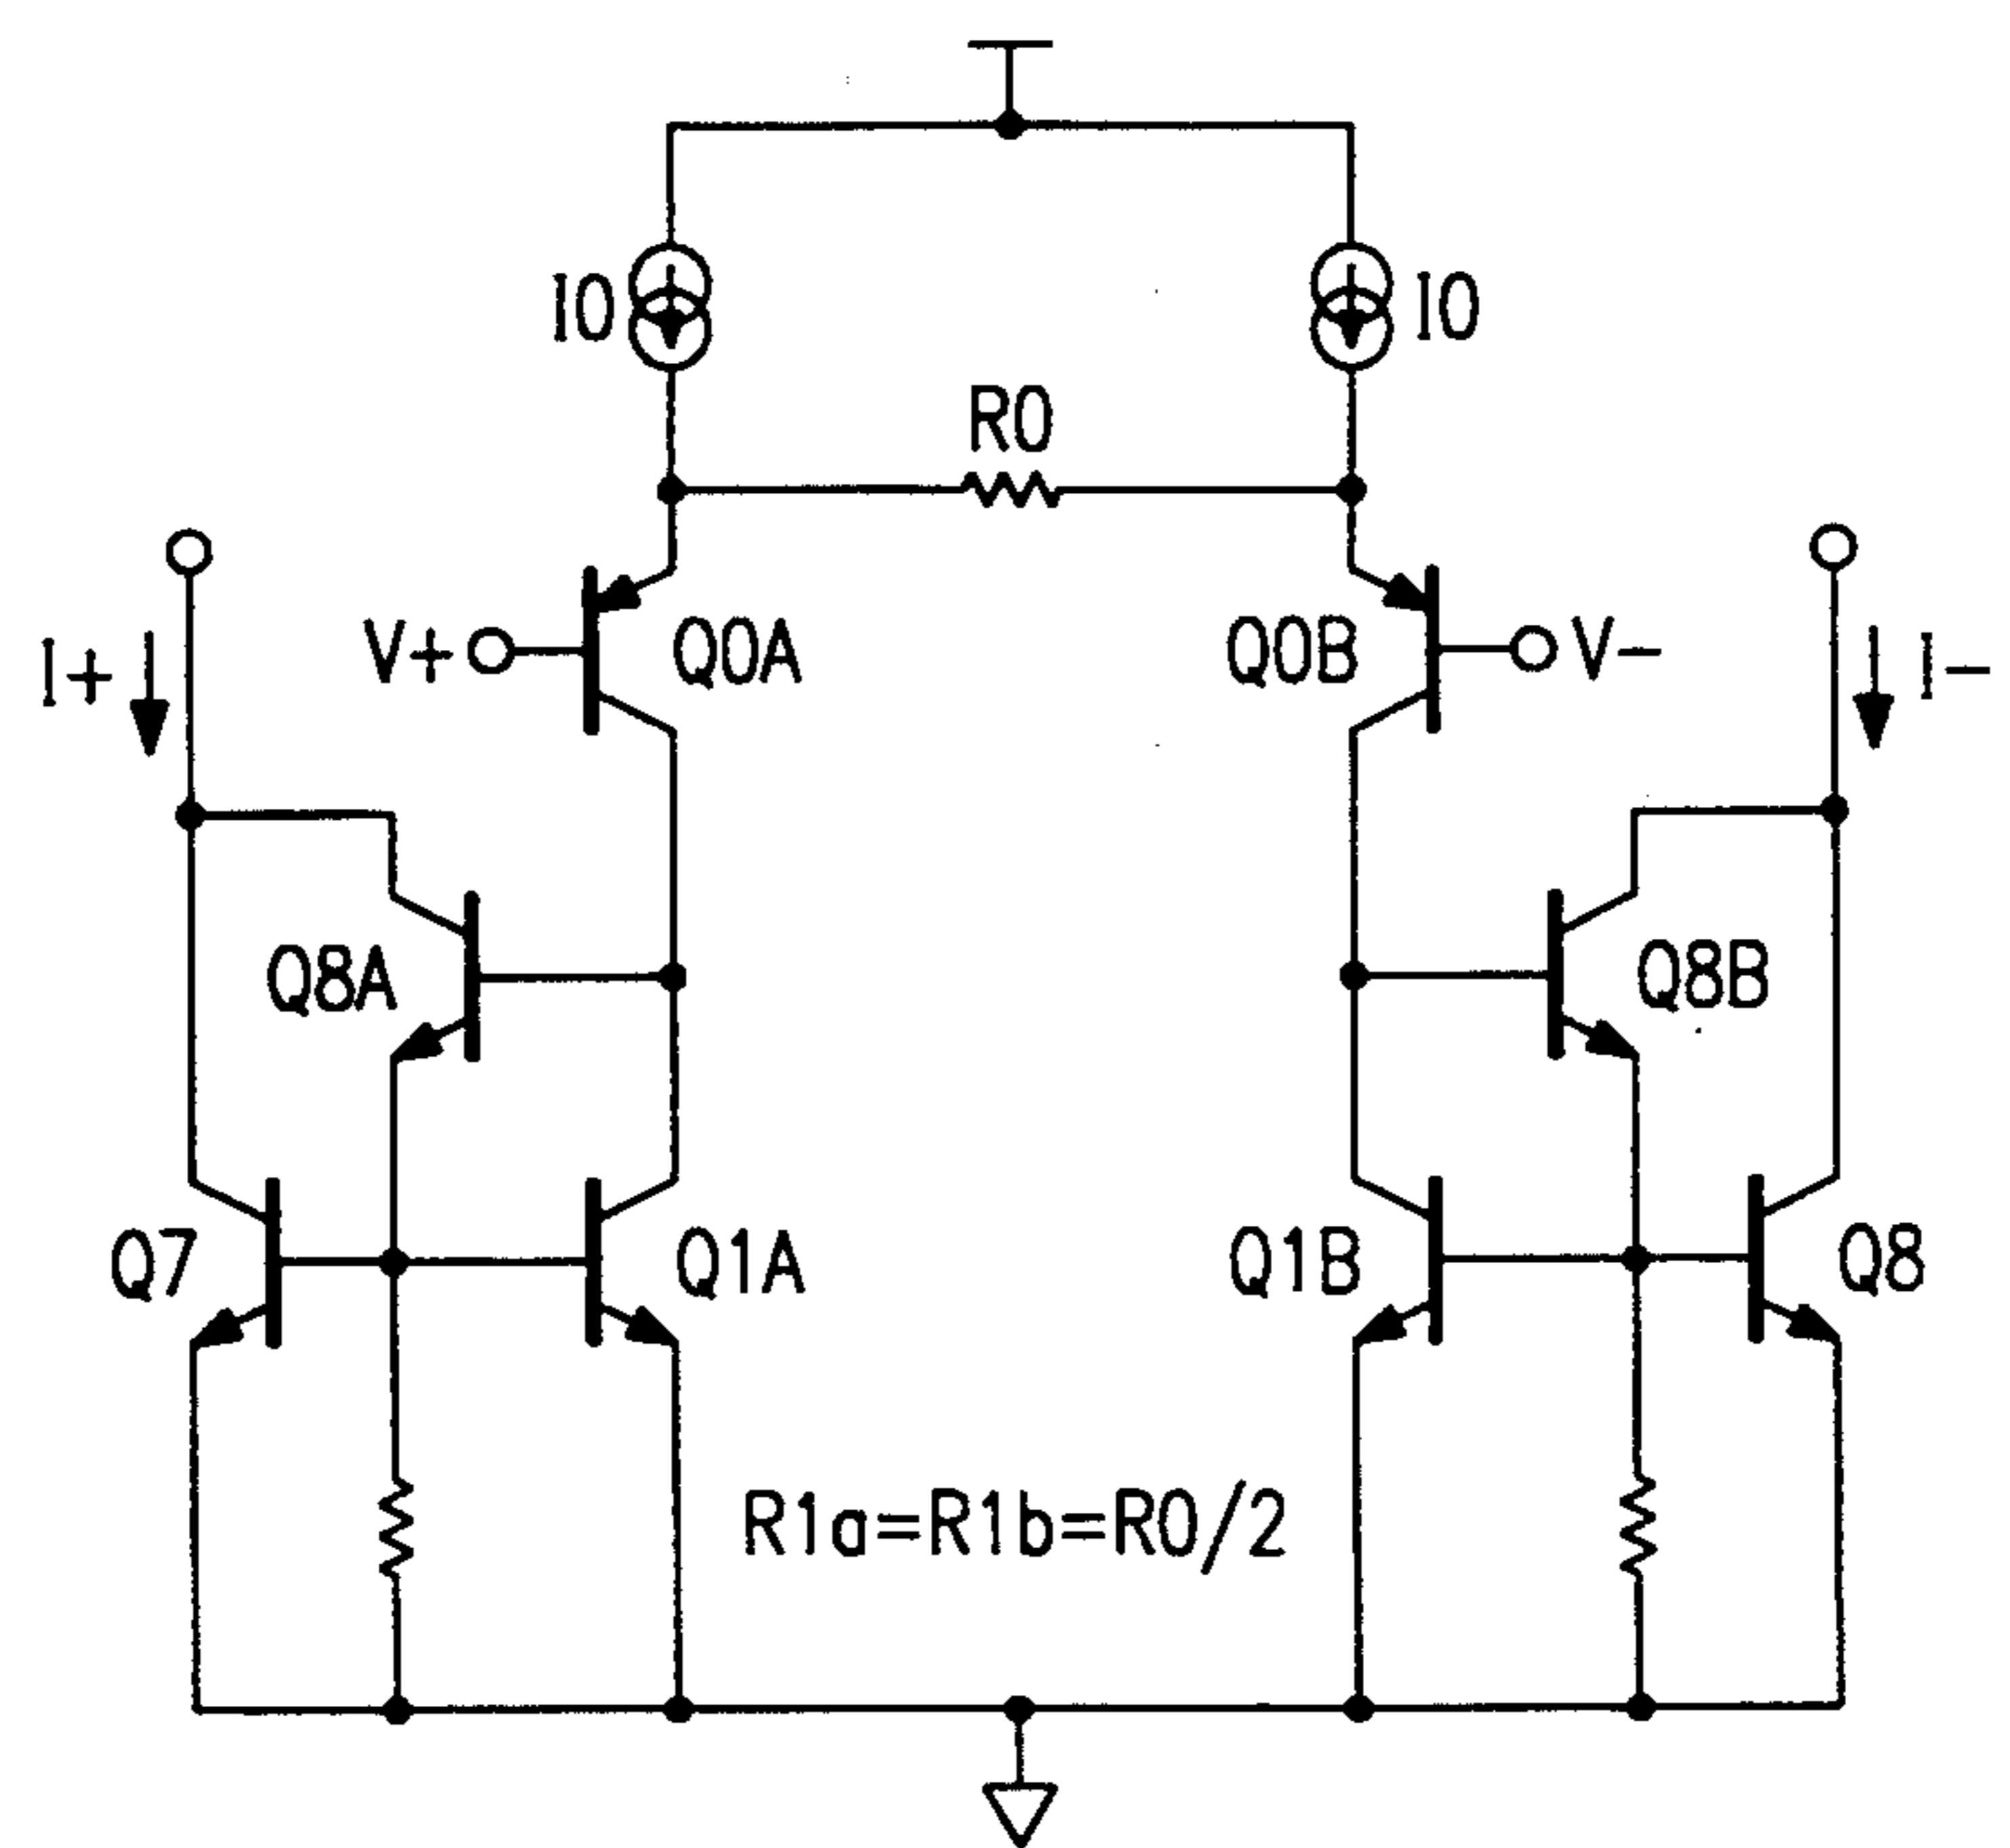 I0
I0
R0
I+
V+
Q0A
Q0B
V-
I-
Q8A
Q8B
Q7
Q1A
Q1B
Q8
R1a=R1b=R0/2